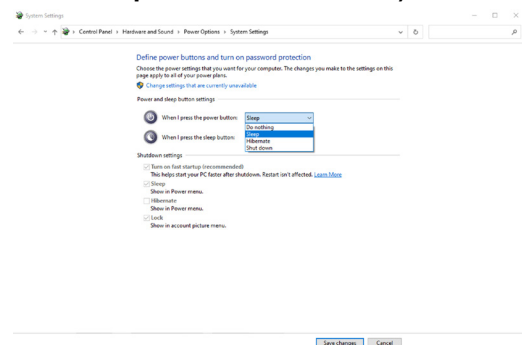 System Settings
Control Panel > Hardware and Sound > Power Options > System Settings
Define power buttons and turn on password protection
Choose the power settings that you want for your computer. The changes you make to the settings on this
page apply to all of your power plans.
Change settings that are currently unavailable
Power and sleep button settings
When I press the power button: Sleep
Do nothing
Sleep
When I press the sleep button:
Hibernate
Shut down
Shutdown settings
Turn on fast startup (recommended)
This helps start your PC faster after shutdown. Restart isn't affected. Learn More
Sleep
Show in Power menu.
Hibernate
Show in Power menu.
Lock
Show in account picture menu.
Save changes Cancel